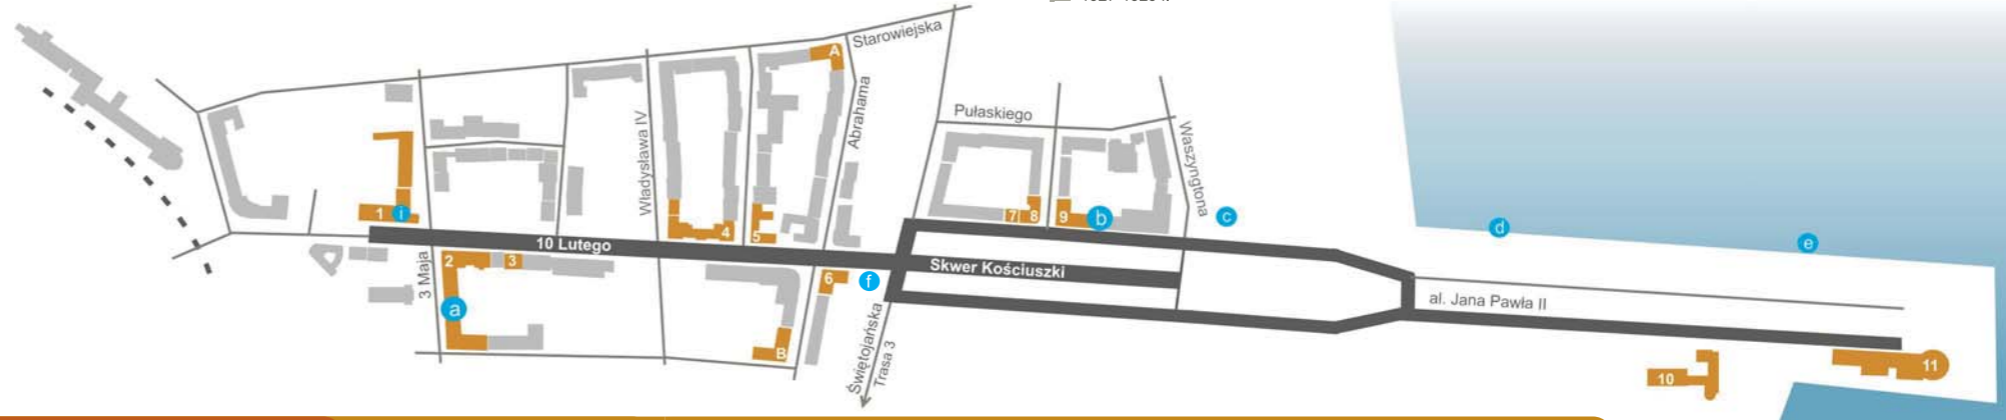 Starowiejska
A
Abrahama
Władysława IV
Pułaskiego
Waszyngtona
1
i
4
5
7
8
9
b
c
d
e
10 Lutego
2
3
3 Maja
a
6
f
Skwer Kościuszki
al. Jana Pawła II
B
Świętojańska
Trasa 3
10
11